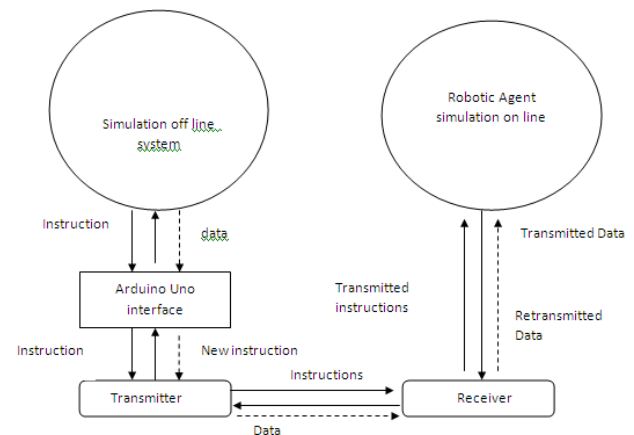 Simulation off line
system
Robotic Agent
simulation on line
Instruction
data
Transmitted Data
Arduino Uno
interface
Transmitted
instructions
Retransmitted
Data
Instruction
New instruction
Instructions
Transmitter
Receiver
Data